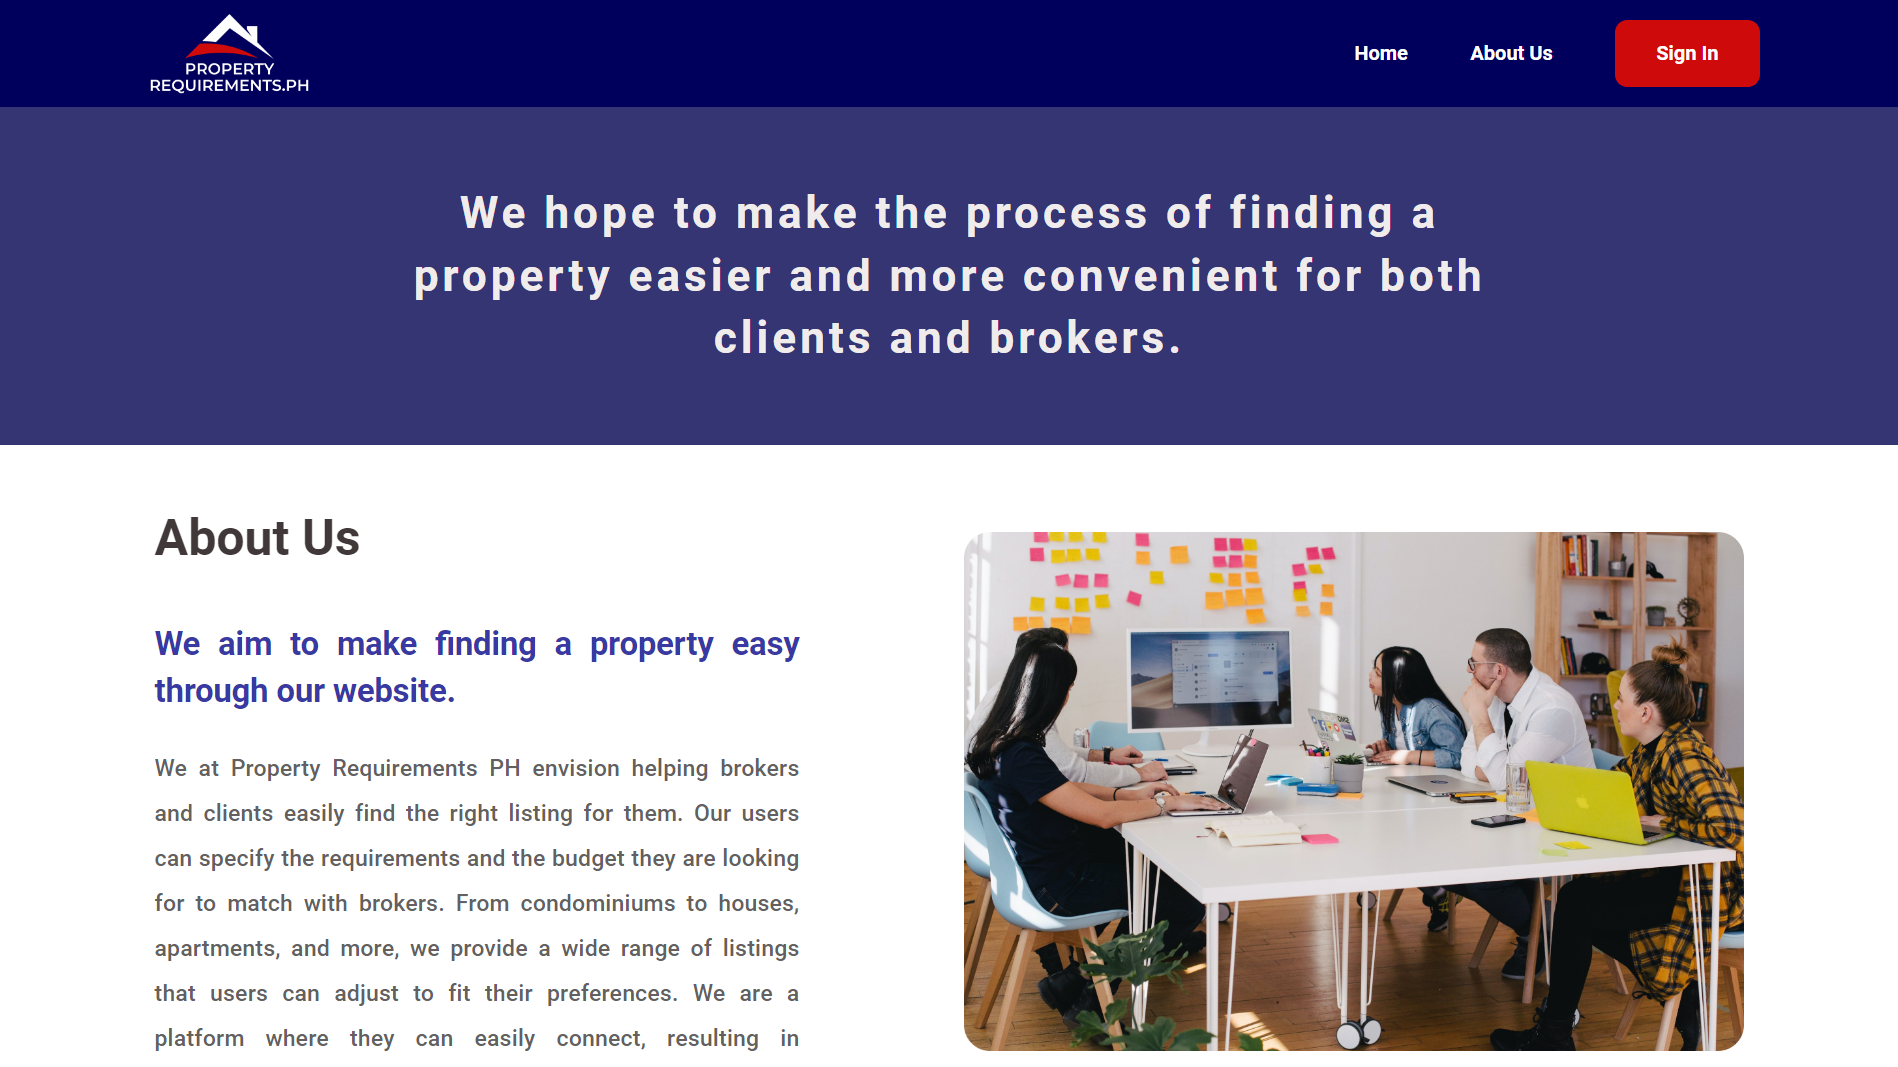 PROPERTY
REQUIREMENTS.PH
Home
About Us
Sign In
We hope to make the process of finding a
property easier and more convenient for both
clients and brokers.
About Us
We aim to make finding a property easy
through our website.
We at Property Requirements PH envision helping brokers
and clients easily find the right listing for them. Our users
can specify the requirements and the budget they are looking
for to match with brokers. From condominiums to houses,
apartments, and more, we provide a wide range of listings
that users can adjust to fit their preferences. We are a
platform where they can easily connect, resulting in